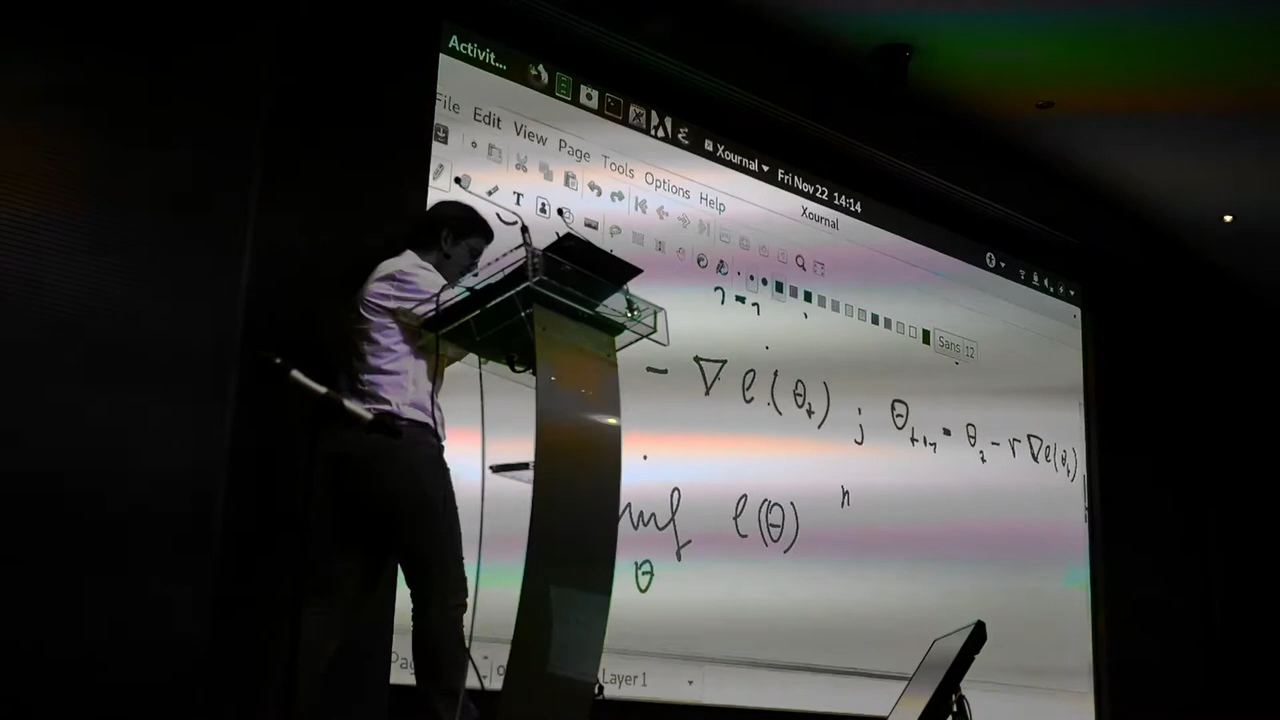 Activit... Xournal Fri Nov 22 14:14
Xournal
File Edit View Page Tools Options Help
T
Sans 12
? = ?
- ∇ℓ(θₜ) ; θₜ₊₁ = θₜ - r∇ℓ(θₜ)
inf ℓ(θ) n
θ
Layer 1